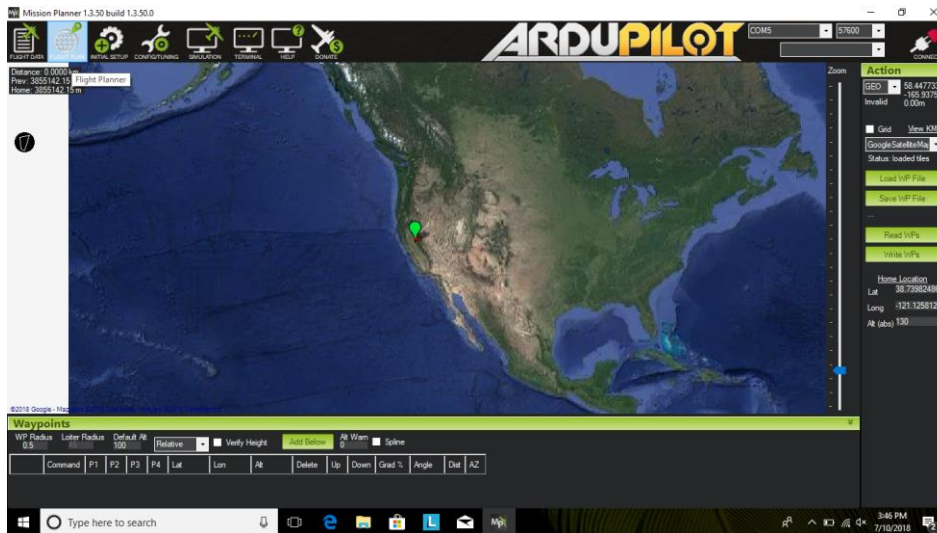 Mission Planner 1.3.50 build 1.3.50.0
FLIGHT DATA
INITIAL SETUP
CONFIG/TUNING
SIMULATION
TERMINAL
HELP
DONATE
ARDUPILOT
COM5
57600
CONNECT
Distance: 0.0000 km
Prev: 3855142.15
Home: 3855142.15 m
Flight Planner
Zoom
Action
GEO
58.447733
-165.9375
Invalid
0.00m
Grid
View KM
GoogleSatelliteMap
Status: loaded tiles
Load WP File
Save WP File
...
Read WPs
Write WPs
Home Location
Lat
38.73982486
Long
-121.125812
Alt (abs)
130
©2018 Google - Map
Waypoints
WP Radius
0.5
Loiter Radius
Default Alt
100
Relative
Verify Height
Add Below
Alt Warn
0
Spline
Command P1 P2 P3 P4 Lat Lon Alt Delete Up Down Grad % Angle Dist AZ
Type here to search
3:46 PM
7/10/2018